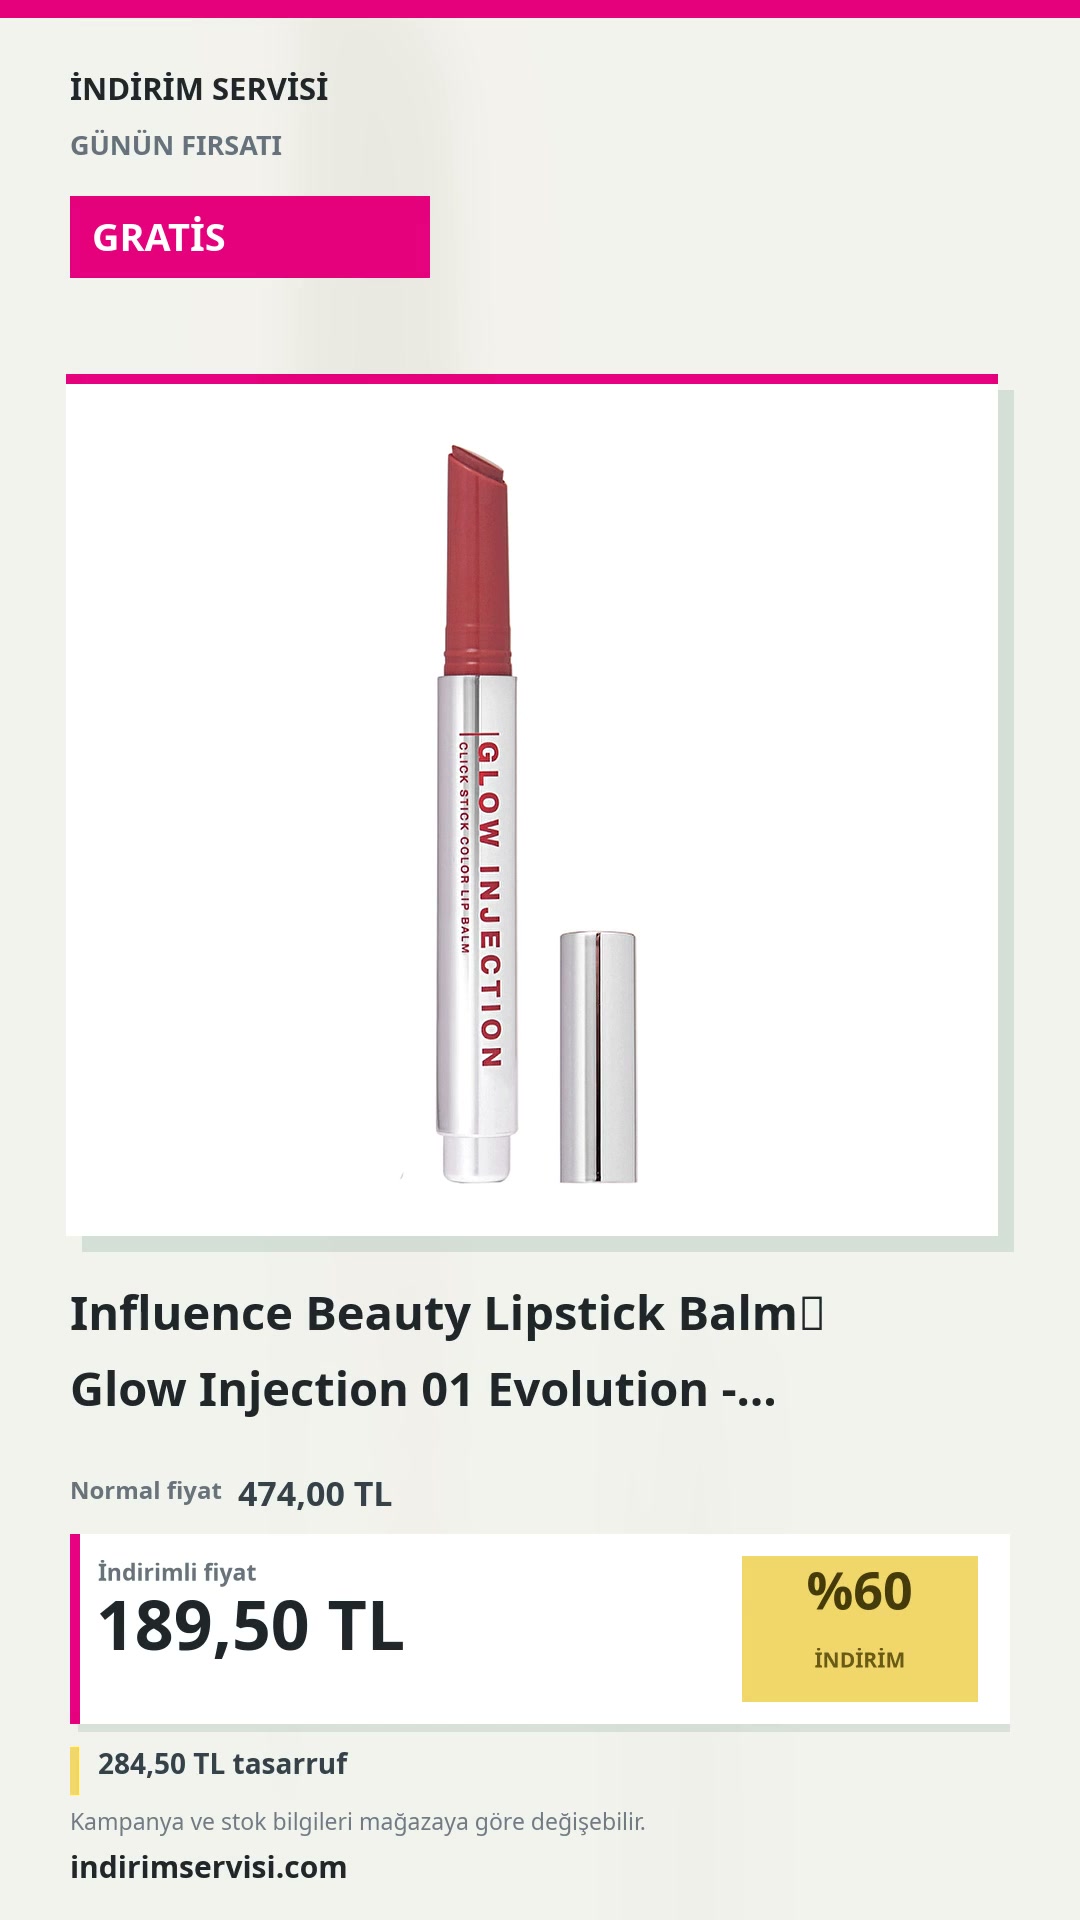 İNDİRİM SERVİSİ
GÜNÜN FIRSATI
GRATİS
GLOW INJECTION
CLICK STICK COLOR LIP BALM
Influence Beauty Lipstick Balm
Glow Injection 01 Evolution -...
Normal fiyat 474,00 TL
İndirimli fiyat
189,50 TL
%60
İNDİRİM
284,50 TL tasarruf
Kampanya ve stok bilgileri mağazaya göre değişebilir.
indirimservisi.com